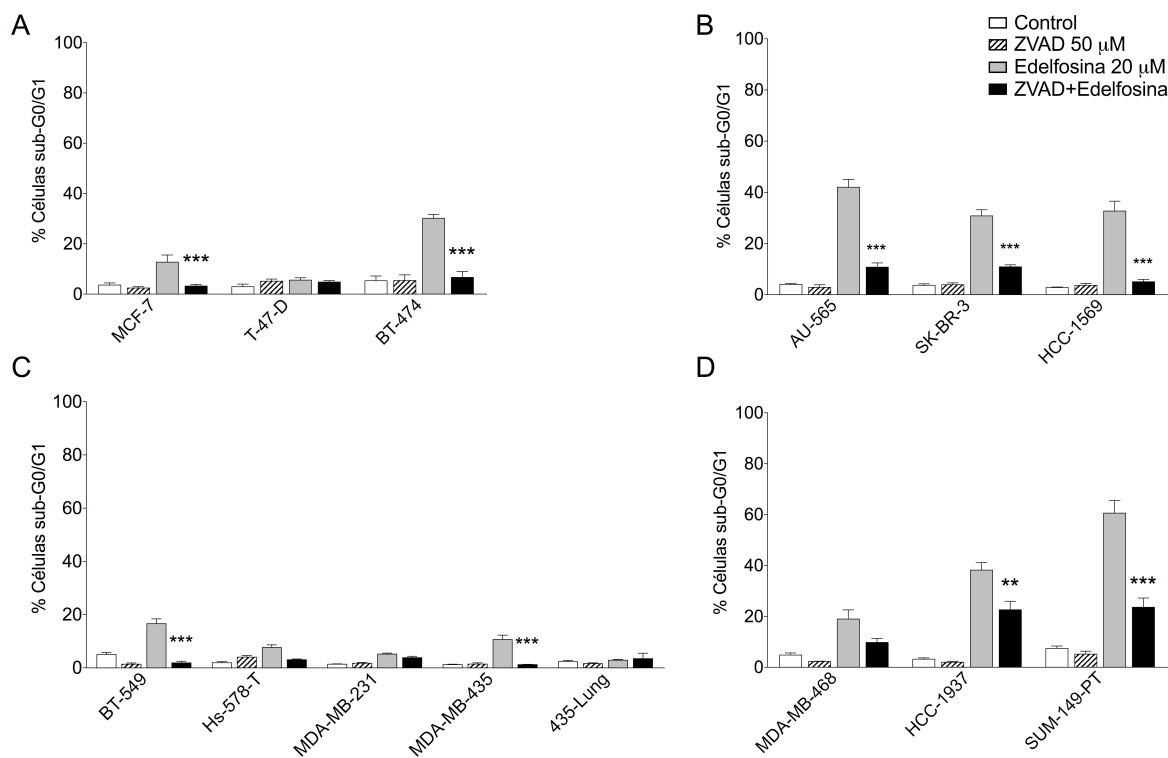 A
100
80
60
40
20
0
% Células sub-G0/G1
***
***
MCF-7
T-47-D
BT-474
B
Control
ZVAD 50 μM
Edelfosina 20 μM
ZVAD+Edelfosina
100
80
60
40
20
0
% Células sub-G0/G1
***
***
***
AU-565
SK-BR-3
HCC-1569
C
100
80
60
40
20
0
% Células sub-G0/G1
***
***
BT-549
Hs-578-T
MDA-MB-231
MDA-MB-435
435-Lung
D
100
80
60
40
20
0
% Células sub-G0/G1
**
***
MDA-MB-468
HCC-1937
SUM-149-PT